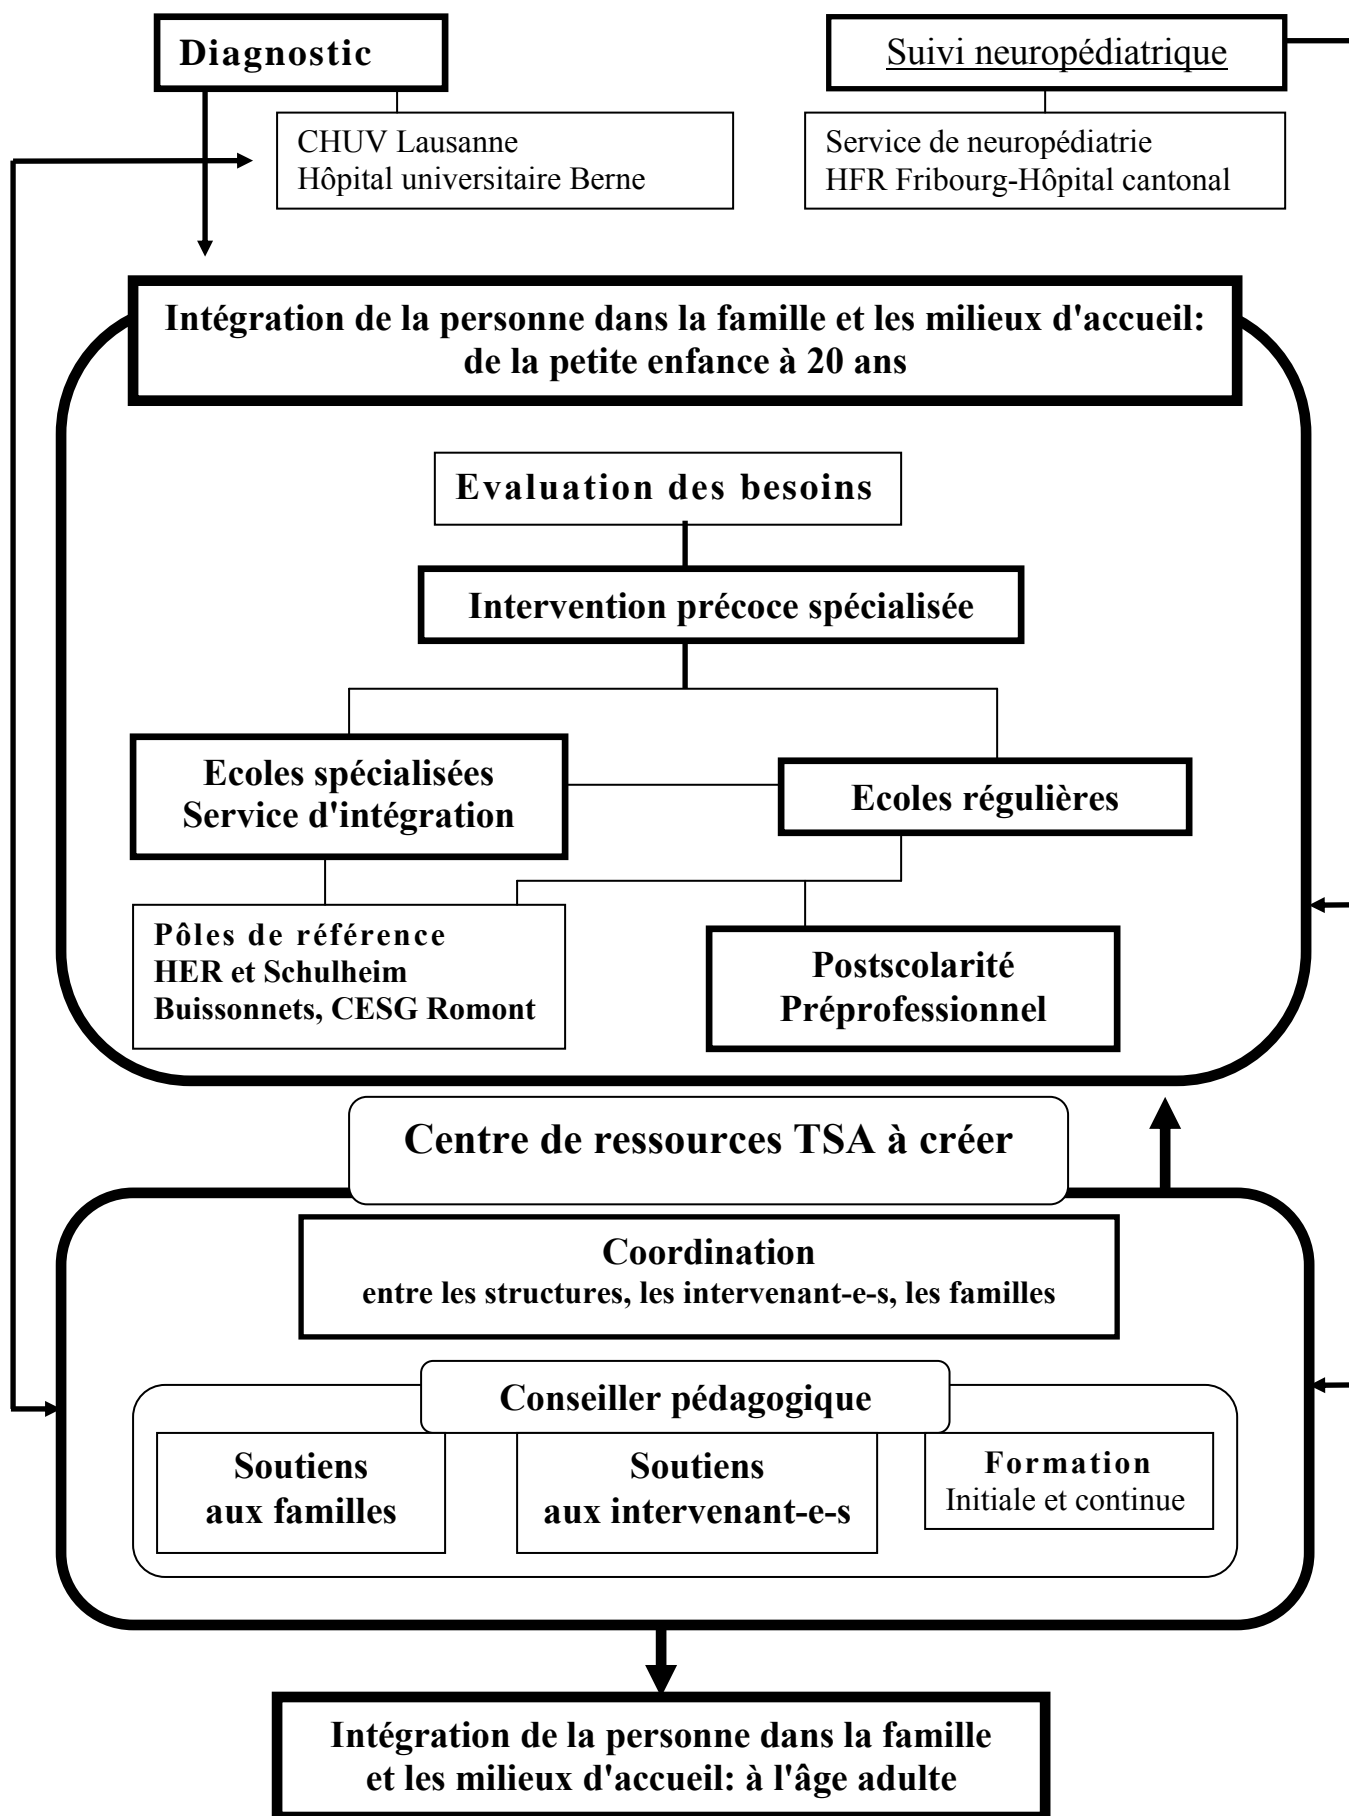 Diagnostic
Suivi neuropédiatrique
CHUV Lausanne
Hôpital universitaire Berne
Service de neuropédiatrie
HFR Fribourg-Hôpital cantonal
Intégration de la personne dans la famille et les milieux d'accueil:
de la petite enfance à 20 ans
Evaluation des besoins
Intervention précoce spécialisée
Ecoles spécialisées
Service d'intégration
Ecoles régulières
Pôles de référence
HER et Schulheim
Buissonnets, CESG Romont
Postscolarité
Préprofessionnel
Centre de ressources TSA à créer
Coordination
entre les structures, les intervenant-e-s, les familles
Conseiller pédagogique
Soutiens
aux familles
Soutiens
aux intervenant-e-s
Formation
Initiale et continue
Intégration de la personne dans la famille
et les milieux d'accueil: à l'âge adulte